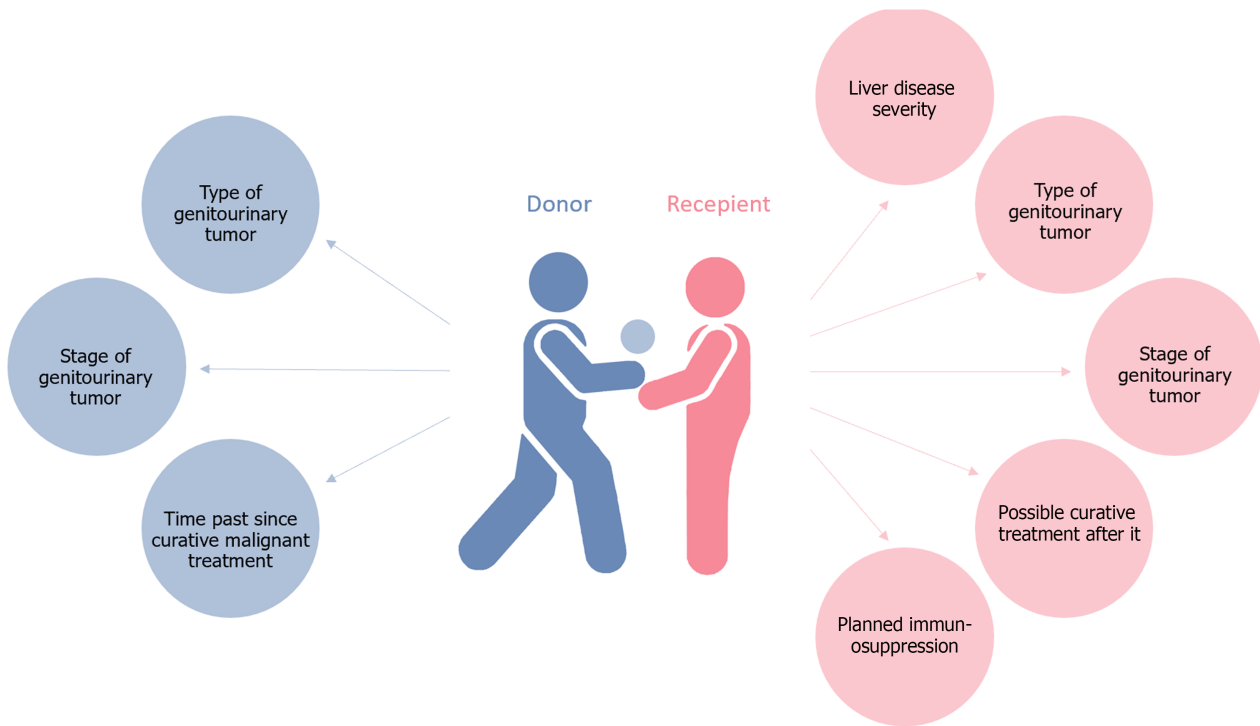 Liver disease
severity
Type of
genitourinary
tumor
Type of
genitourinary
tumor
Donor
Recepient
Stage of
genitourinary
tumor
Stage of
genitourinary
tumor
Time past since
curative malignant
treatment
Possible curative
treatment after it
Planned immun-
osuppression